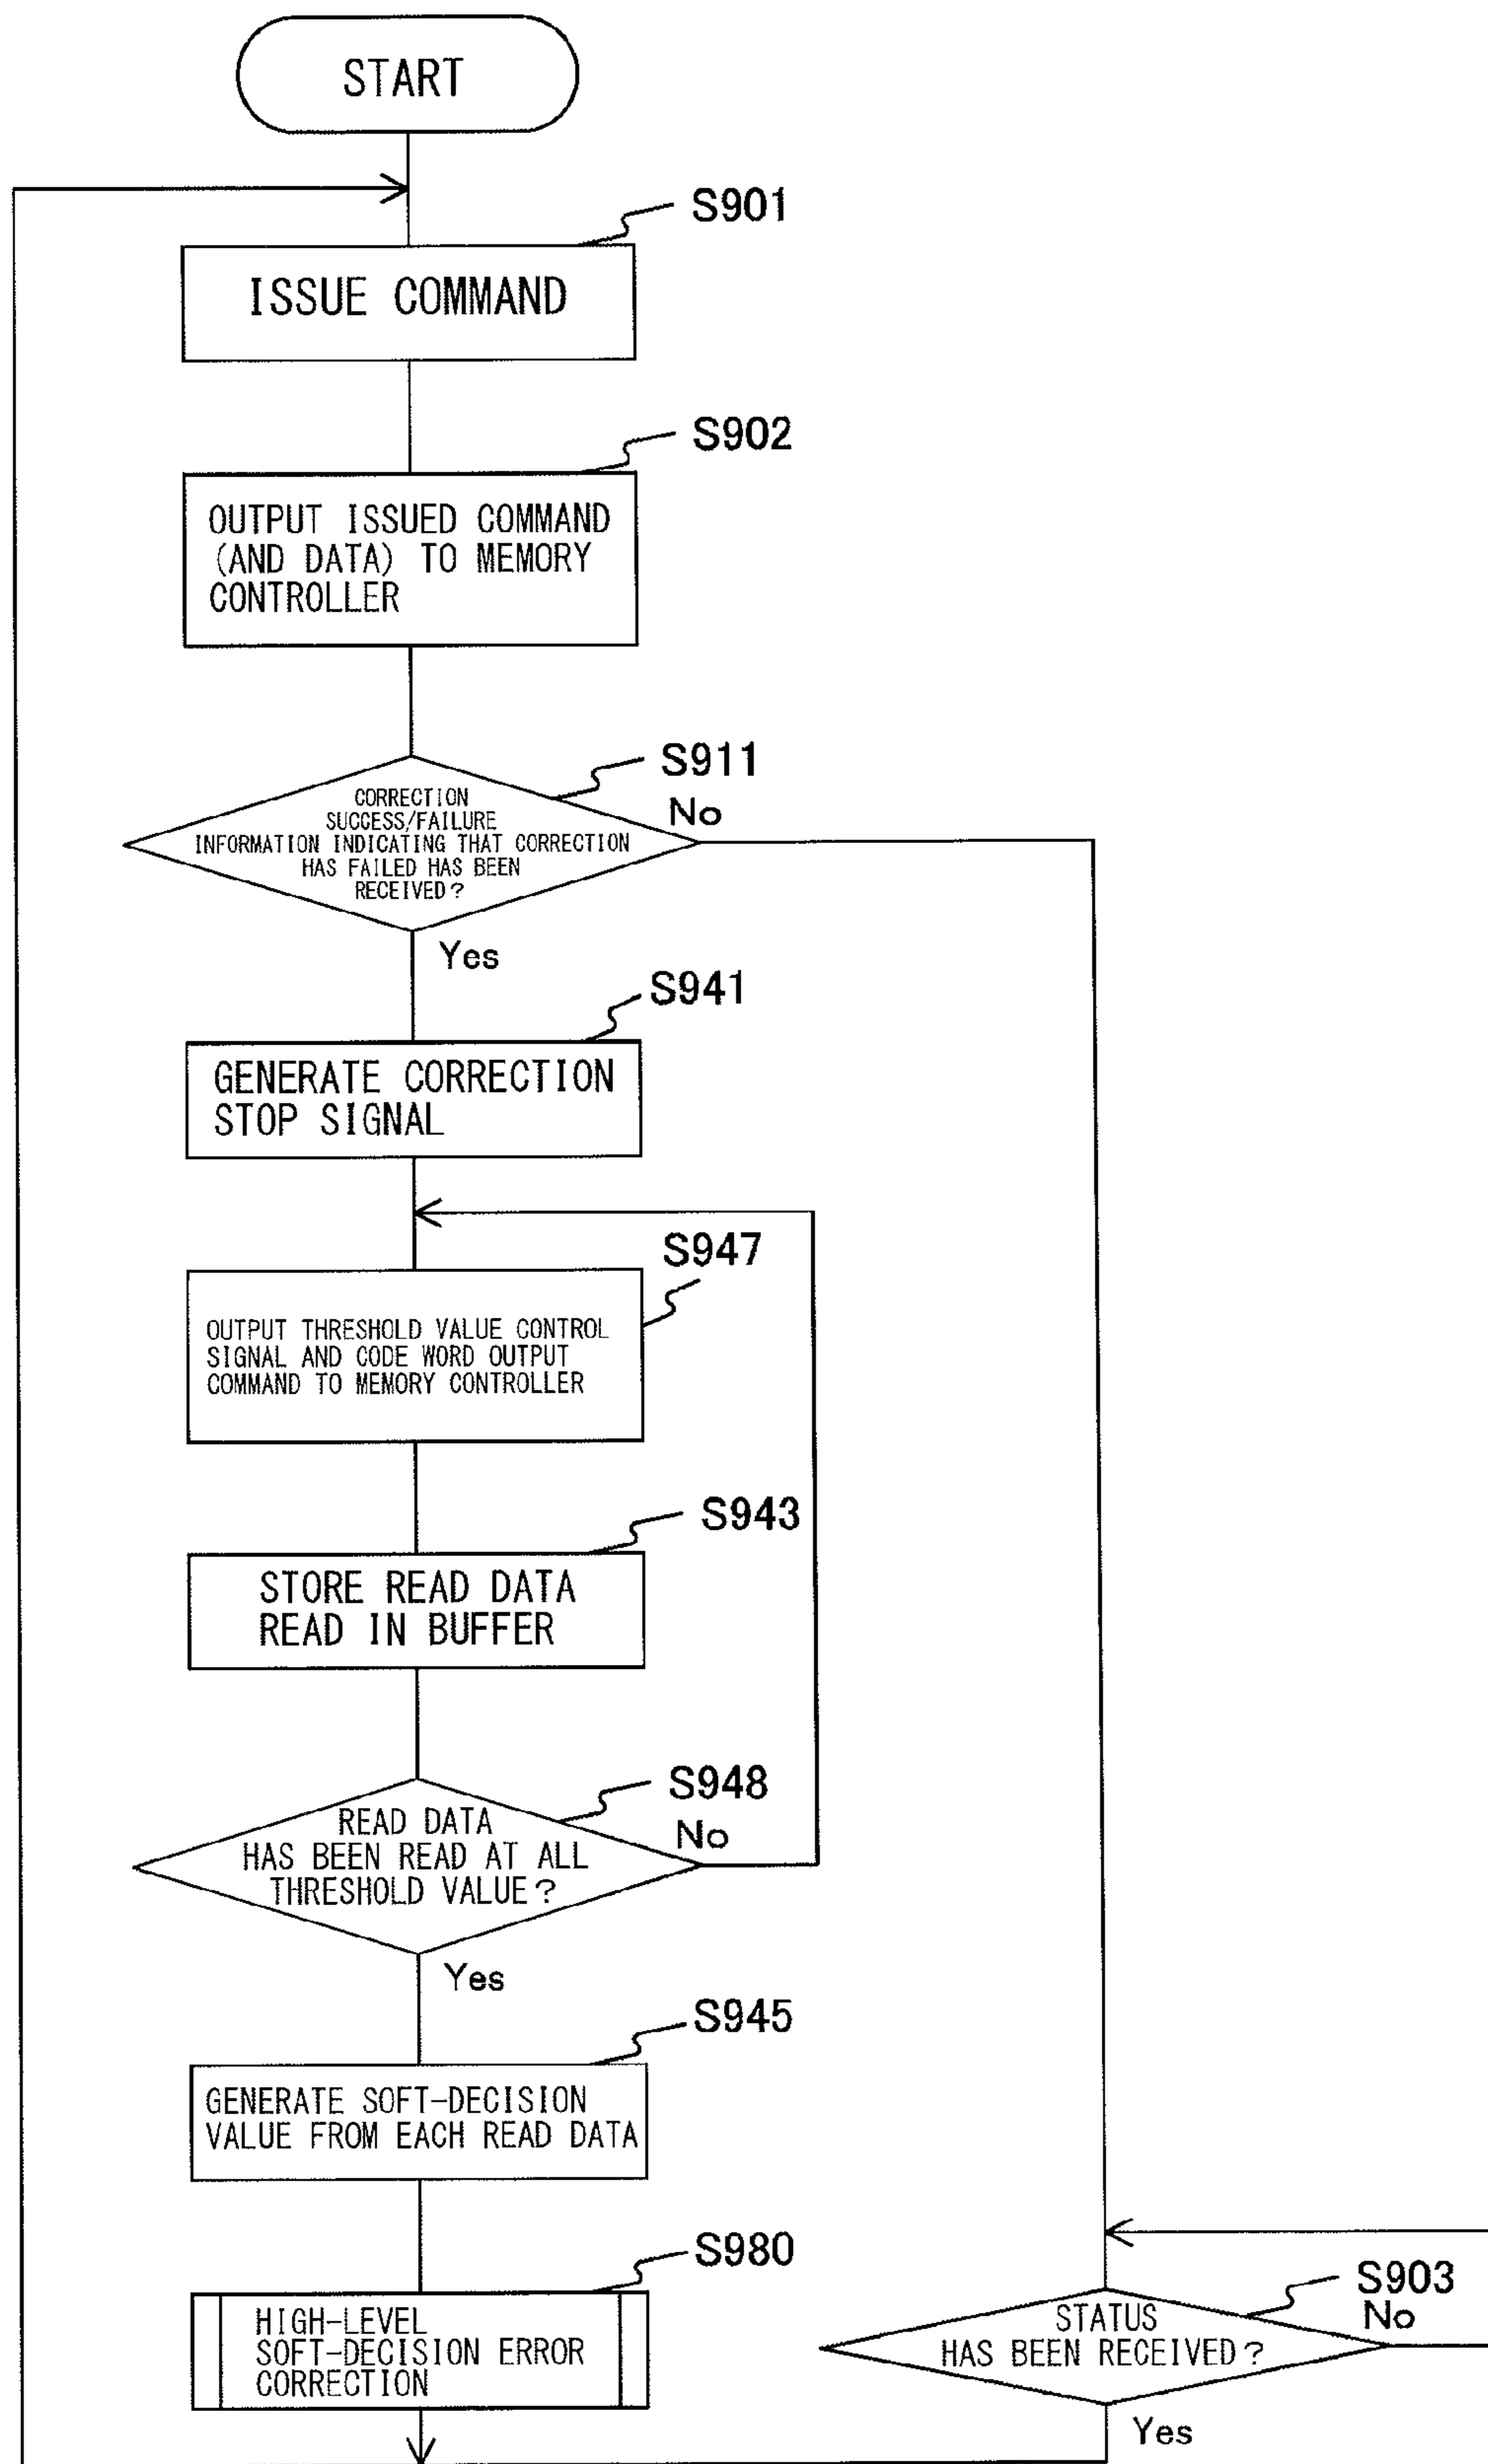 START
S901
ISSUE COMMAND
S902
OUTPUT ISSUED COMMAND
(AND DATA) TO MEMORY
CONTROLLER
S911
CORRECTION
SUCCESS/FAILURE
INFORMATION INDICATING THAT CORRECTION
HAS FAILED HAS BEEN
RECEIVED?
No
Yes
S941
GENERATE CORRECTION
STOP SIGNAL
S947
OUTPUT THRESHOLD VALUE CONTROL
SIGNAL AND CODE WORD OUTPUT
COMMAND TO MEMORY CONTROLLER
S943
STORE READ DATA
READ IN BUFFER
S948
READ DATA
HAS BEEN READ AT ALL
THRESHOLD VALUE?
No
Yes
S945
GENERATE SOFT-DECISION
VALUE FROM EACH READ DATA
S980
HIGH-LEVEL
SOFT-DECISION ERROR
CORRECTION
S903
STATUS
HAS BEEN RECEIVED?
No
Yes